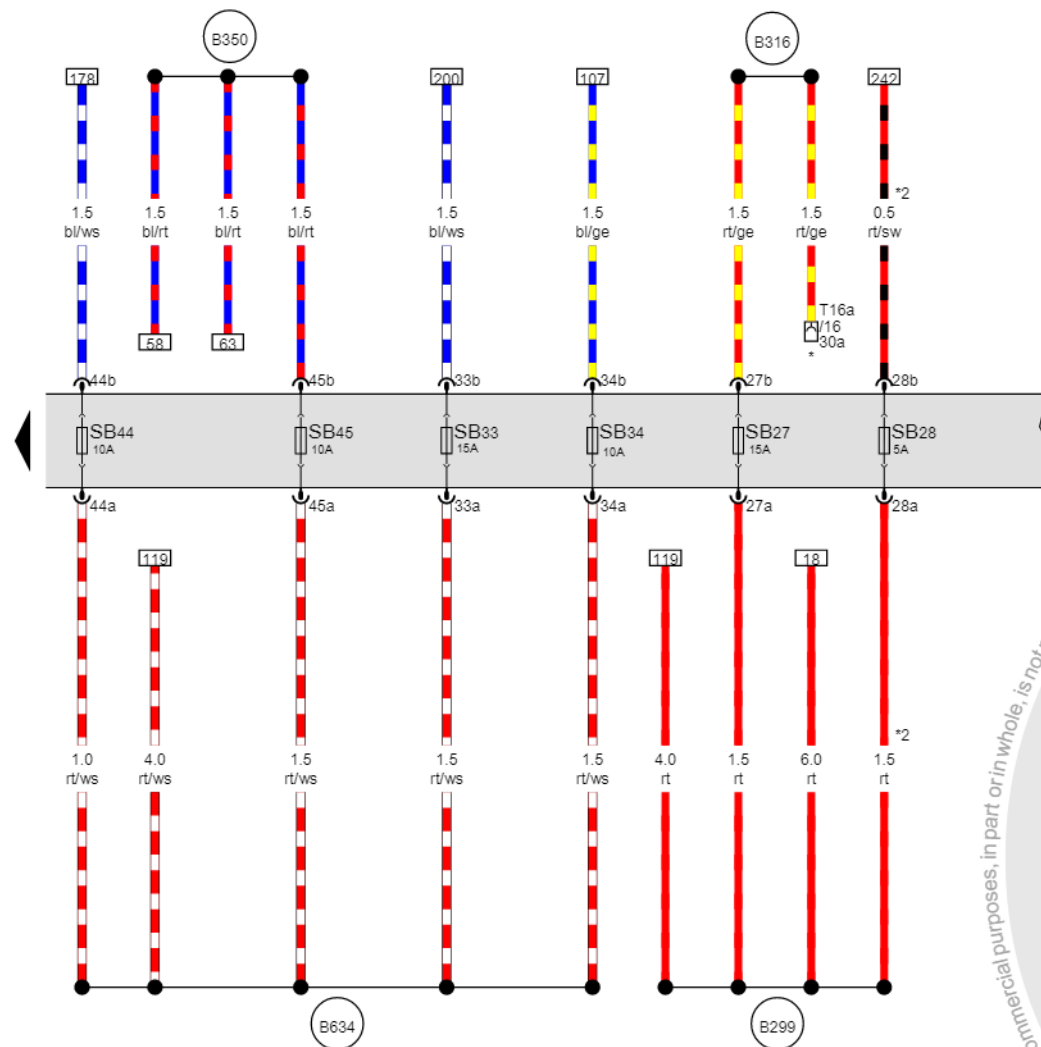 B350
B316
178
200
107
242
*2
1.5
bl/ws
1.5
bl/rt
1.5
bl/rt
1.5
bl/rt
1.5
bl/ws
1.5
bl/ge
1.5
rt/ge
1.5
rt/ge
0.5
rt/sw
58
63
T16a
/16
30a
*
44b
45b
33b
34b
27b
28b
SB44
10A
SB45
10A
SB33
15A
SB34
10A
SB27
15A
SB28
5A
44a
45a
33a
34a
27a
28a
119
119
18
*2
1.0
rt/ws
4.0
rt/ws
1.5
rt/ws
1.5
rt/ws
1.5
rt/ws
4.0
rt
1.5
rt
6.0
rt
1.5
rt
B634
B299
ommercial purposes, in part or in whole, is not